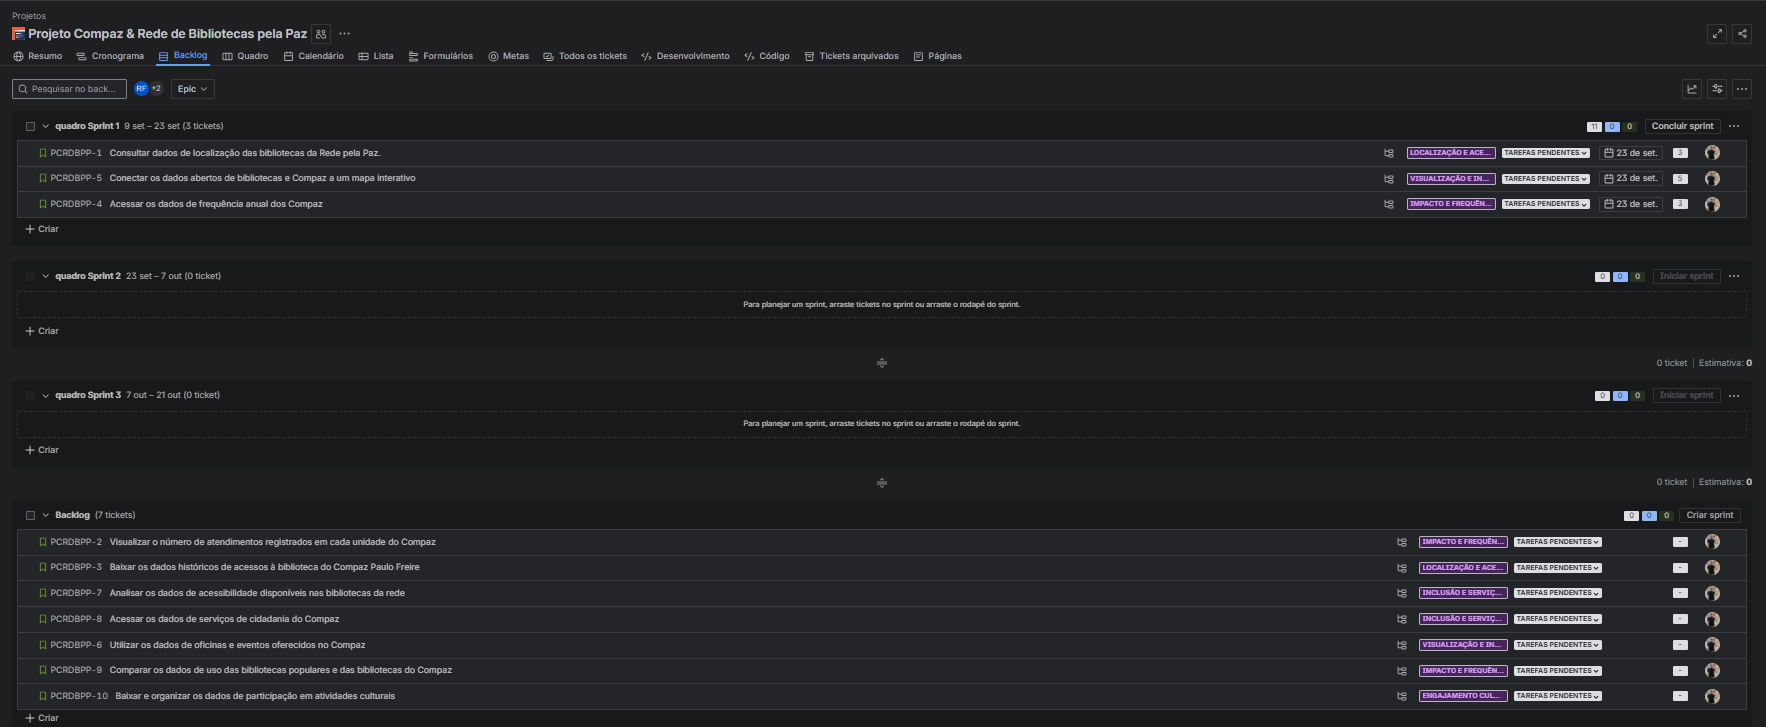 Projetos
Projeto Compaz & Rede de Bibliotecas pela Paz
Resumo Cronograma Backlog Quadro Calendário Lista Formulários Metas Todos os tickets Desenvolvimento Código Tickets arquivados Páginas
Pesquisar no back... RF +2 Epic
quadro Sprint 1 9 set – 23 set (3 tickets) 11 0 0 Concluir sprint
PCRDBPP-1 Consultar dados de localização das bibliotecas da Rede pela Paz. LOCALIZAÇÃO E ACE... TAREFAS PENDENTES 23 de set. 3
PCRDBPP-5 Conectar os dados abertos de bibliotecas e Compaz a um mapa interativo VISUALIZAÇÃO E IN... TAREFAS PENDENTES 23 de set. 5
PCRDBPP-4 Acessar os dados de frequência anual dos Compaz IMPACTO E FREQUÊN... TAREFAS PENDENTES 23 de set. 3
+ Criar
quadro Sprint 2 23 set – 7 out (0 ticket) 0 0 0 Iniciar sprint
Para planejar um sprint, arraste tickets no sprint ou arraste o rodapé do sprint.
+ Criar
0 ticket | Estimativa: 0
quadro Sprint 3 7 out – 21 out (0 ticket) 0 0 0 Iniciar sprint
Para planejar um sprint, arraste tickets no sprint ou arraste o rodapé do sprint.
+ Criar
0 ticket | Estimativa: 0
Backlog (7 tickets) 0 0 0 Criar sprint
PCRDBPP-2 Visualizar o número de atendimentos registrados em cada unidade do Compaz IMPACTO E FREQUÊN... TAREFAS PENDENTES -
PCRDBPP-3 Baixar os dados históricos de acessos à biblioteca do Compaz Paulo Freire LOCALIZAÇÃO E ACE... TAREFAS PENDENTES -
PCRDBPP-7 Analisar os dados de acessibilidade disponíveis nas bibliotecas da rede INCLUSÃO E SERVIÇ... TAREFAS PENDENTES -
PCRDBPP-8 Acessar os dados de serviços de cidadania do Compaz INCLUSÃO E SERVIÇ... TAREFAS PENDENTES -
PCRDBPP-6 Utilizar os dados de oficinas e eventos oferecidos no Compaz VISUALIZAÇÃO E IN... TAREFAS PENDENTES -
PCRDBPP-9 Comparar os dados de uso das bibliotecas populares e das bibliotecas do Compaz IMPACTO E FREQUÊN... TAREFAS PENDENTES -
PCRDBPP-10 Baixar e organizar os dados de participação em atividades culturais ENGAJAMENTO CUL... TAREFAS PENDENTES -
+ Criar